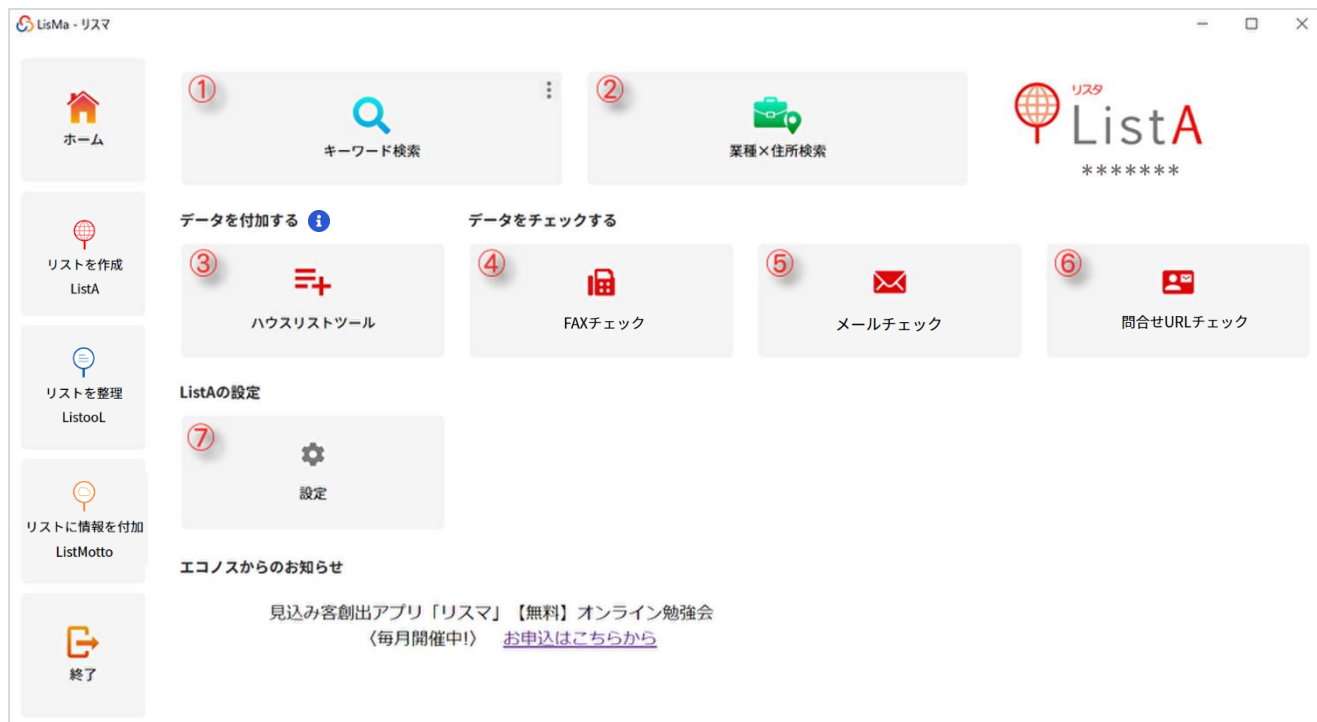 LisMa - リスマ
ホーム
リストを作成
ListA
リストを整理
ListooL
リストに情報を付加
ListMotto
終了
①
キーワード検索
②
業種×住所検索
リスタ
ListA
*******
データを付加する
データをチェックする
③
ハウスリストツール
④
FAXチェック
⑤
メールチェック
⑥
問合せURLチェック
ListAの設定
⑦
設定
エコノスからのお知らせ
見込み客創出アプリ「リスマ」【無料】オンライン勉強会
〈毎月開催中!〉 お申込はこちらから